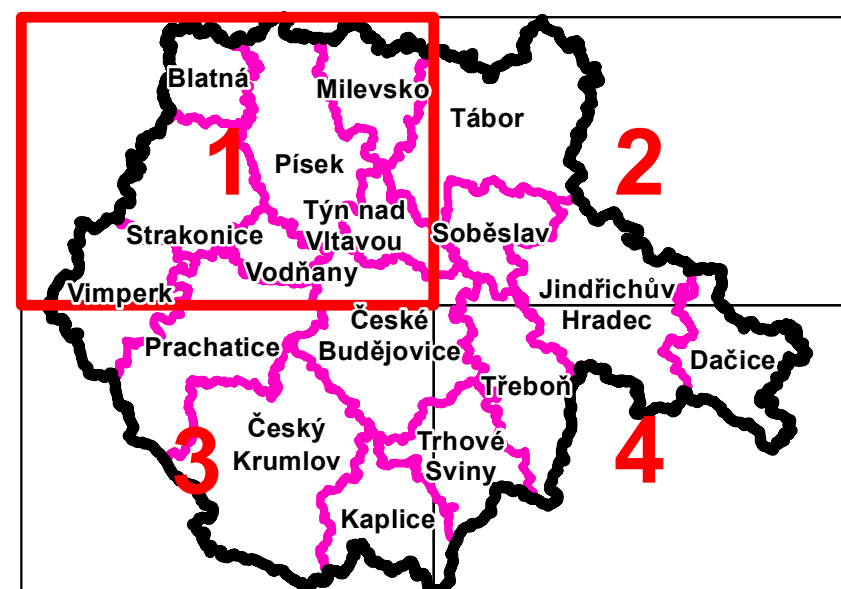 Blatná
Milevsko
Tábor
1
2
Písek
Týn nad
Vltavou
Strakonice
Soběslav
Vodňany
Vimperk
Jindřichův
Hradec
České
Budějovice
Prachatice
Dačice
Třeboň
Český
Krumlov
Trhové
Sviny
3
4
Kaplice